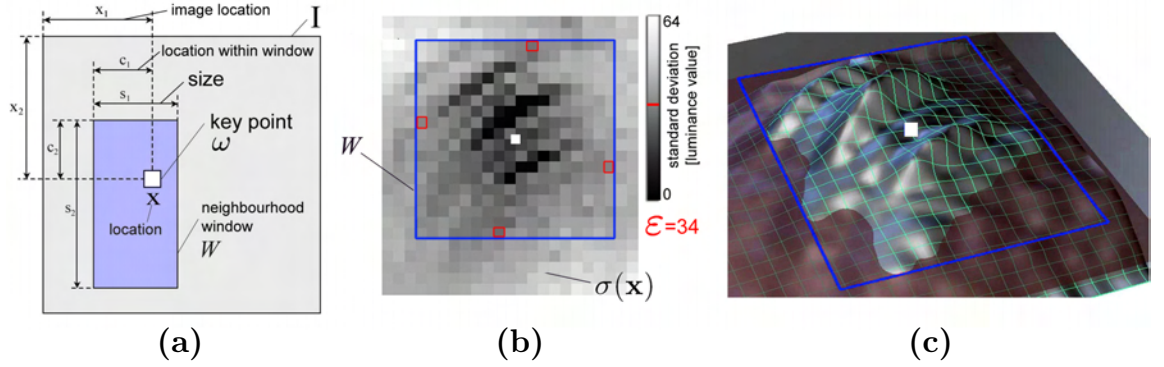 x₁
image location
I
location within window
c₁
size
s₁
x₂
key point
ω
c₂
s₂
x
location
neighbourhood
window
W
(a)
W
64
standard deviation
[luminance value]
0
ε=34
σ(x)
(b)
(c)